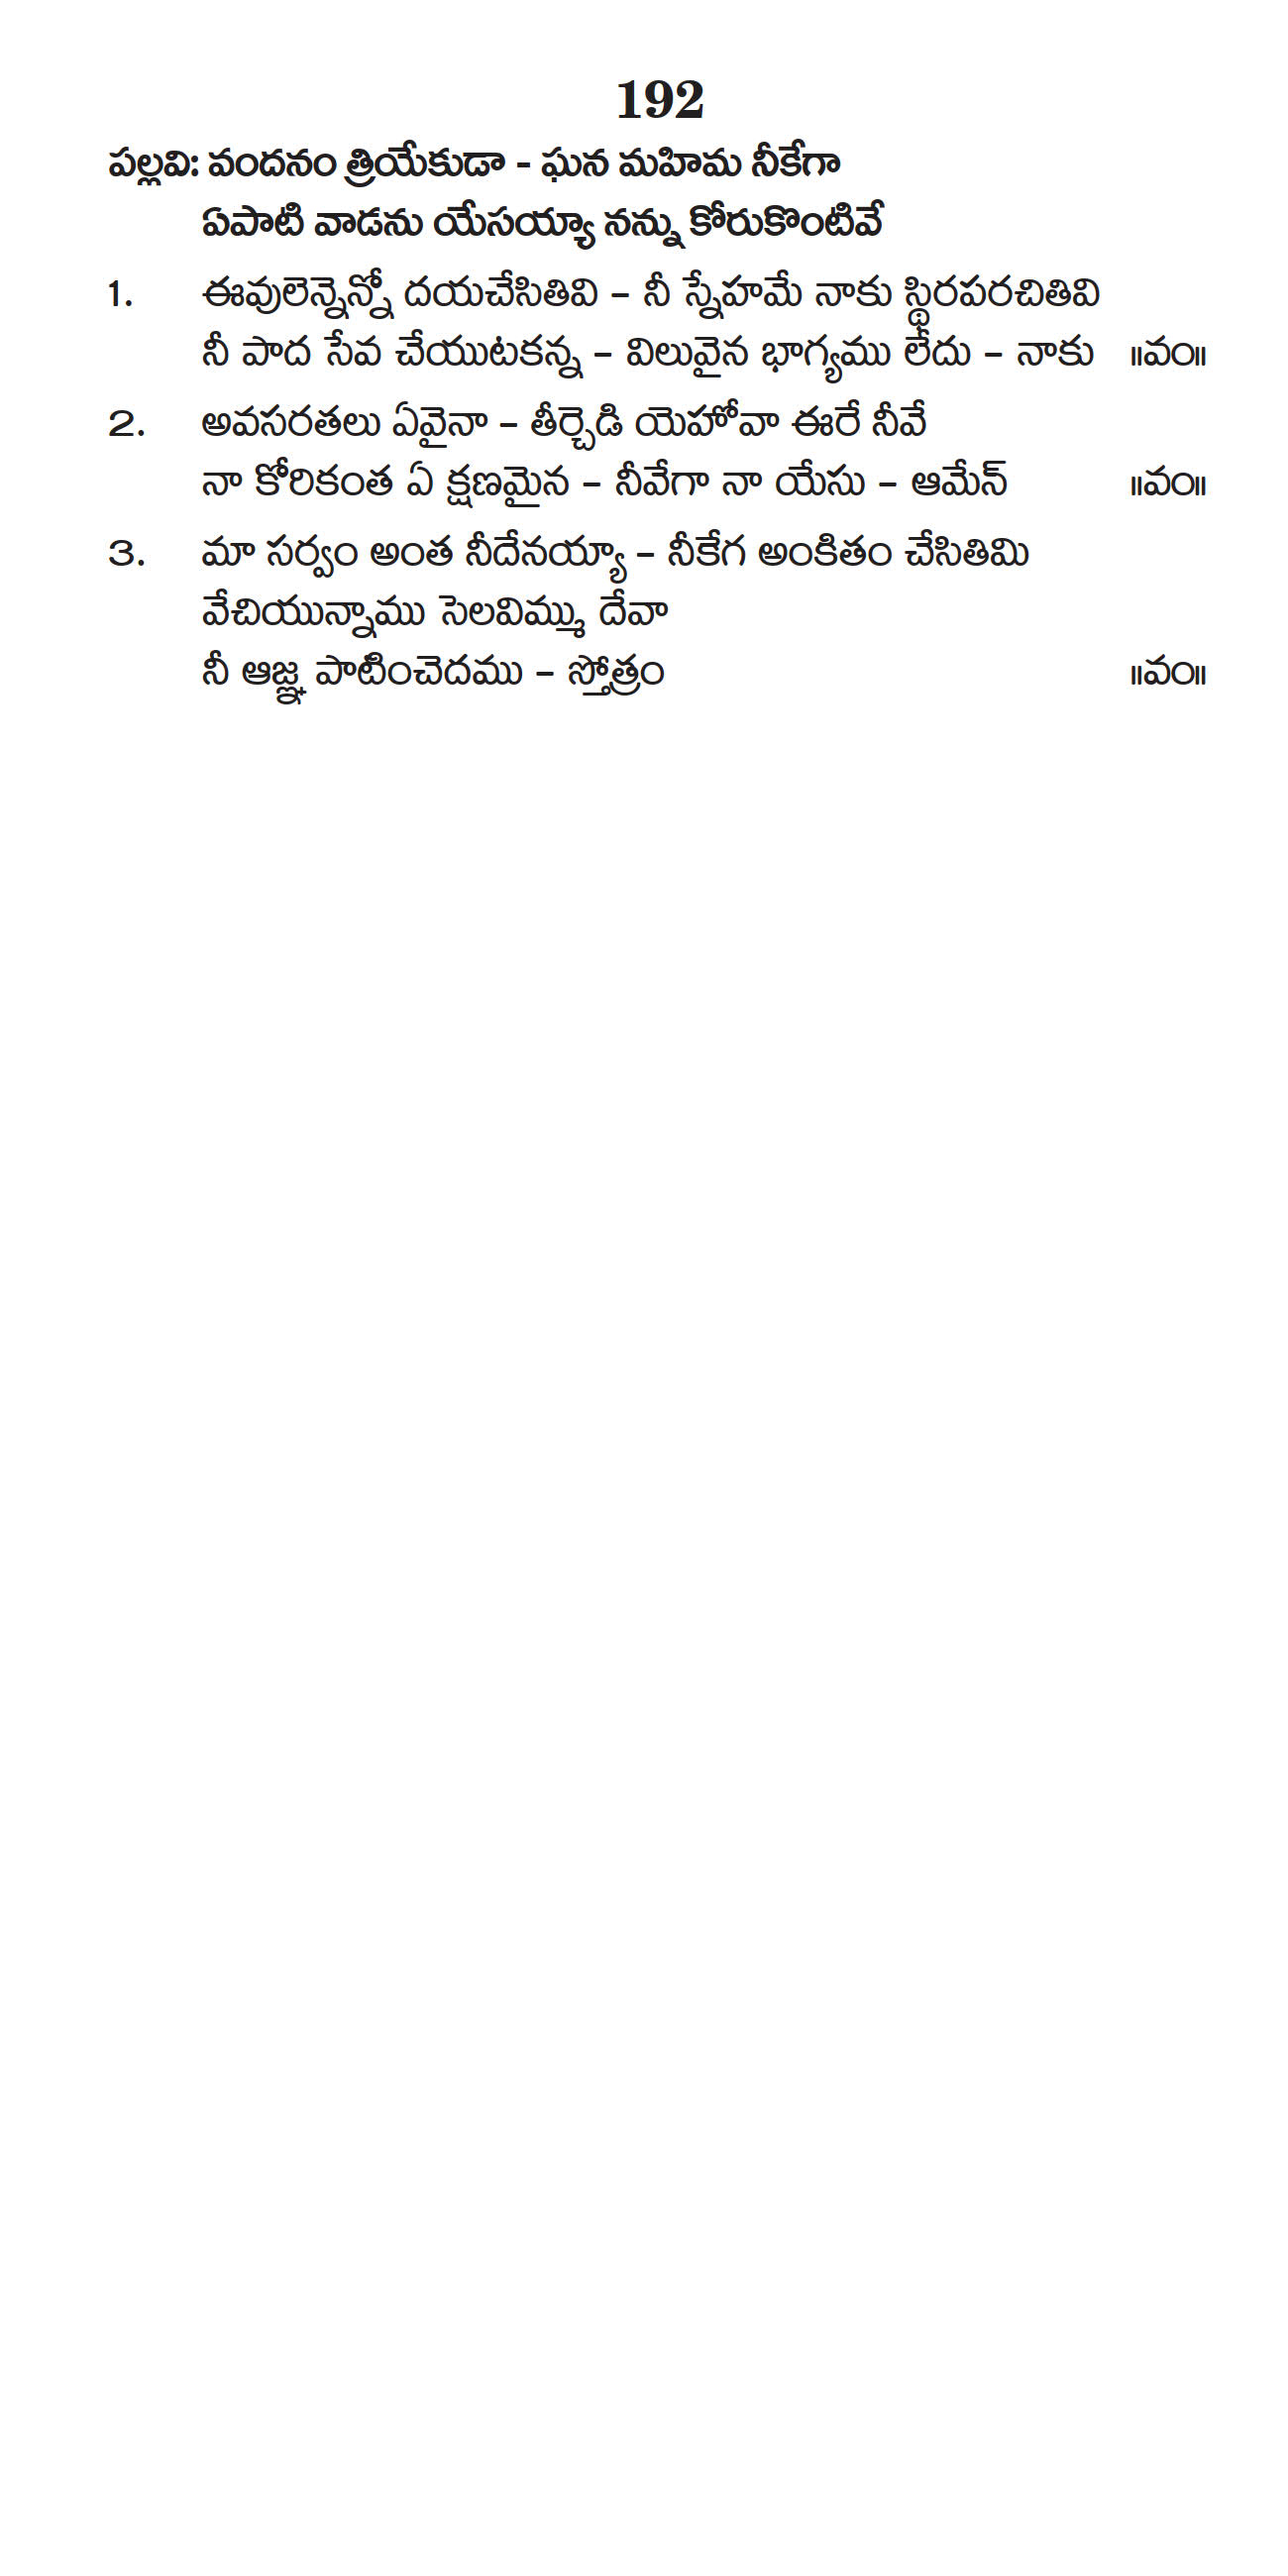 192
పల్లవి: వందనం త్రియేకుడా - ఘన మహిమ నీకేగా
ఏపాటి వాడను యేసయ్యా నన్ను కోరుకొంటివే
1. ఈవులెన్నెన్నో దయచేసితివి – నీ స్నేహమే నాకు స్థిరపరచితివి
నీ పాద సేవ చేయుటకన్న – విలువైన భాగ్యము లేదు – నాకు ॥వం॥
2. అవసరతలు ఏవైనా – తీర్చెడి యెహోవా ఈరే నీవే
నా కోరికంత ఏ క్షణమైన – నీవేగా నా యేసు – ఆమేన్ ॥వం॥
3. మా సర్వం అంత నీదేనయ్యా – నీకేగ అంకితం చేసితిమి
వేచియున్నాము సెలవిమ్ము దేవా
నీ ఆజ్ఞ పాటించెదము – స్తోత్రం ॥వం॥